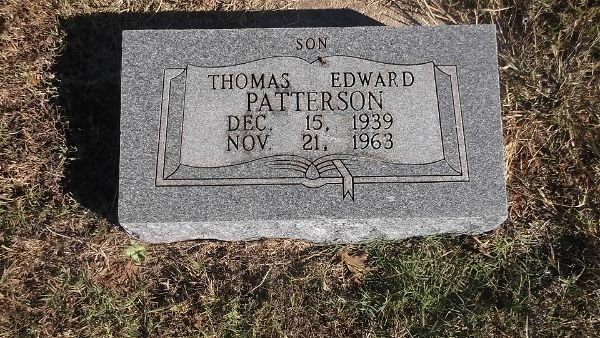 SON
THOMAS EDWARD
PATTERSON
DEC. 15, 1939
NOV. 21, 1963